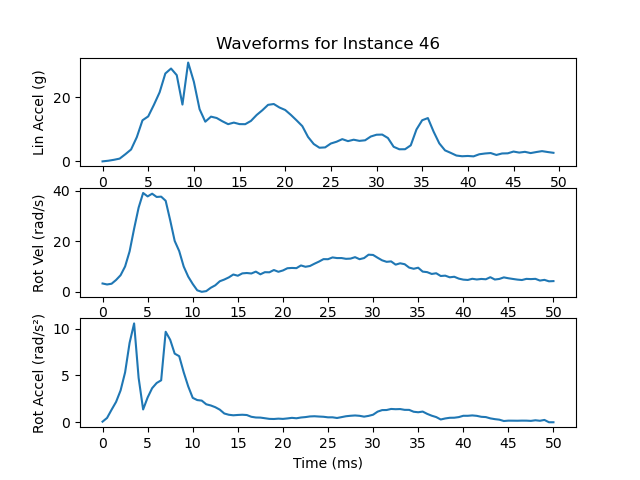 Waveforms for Instance 46
Lin Accel (g)
20
0
0 5 10 15 20 25 30 35 40 45 50
Rot Vel (rad/s)
40
20
0
0 5 10 15 20 25 30 35 40 45 50
Rot Accel (rad/s²)
10
5
0
0 5 10 15 20 25 30 35 40 45 50
Time (ms)